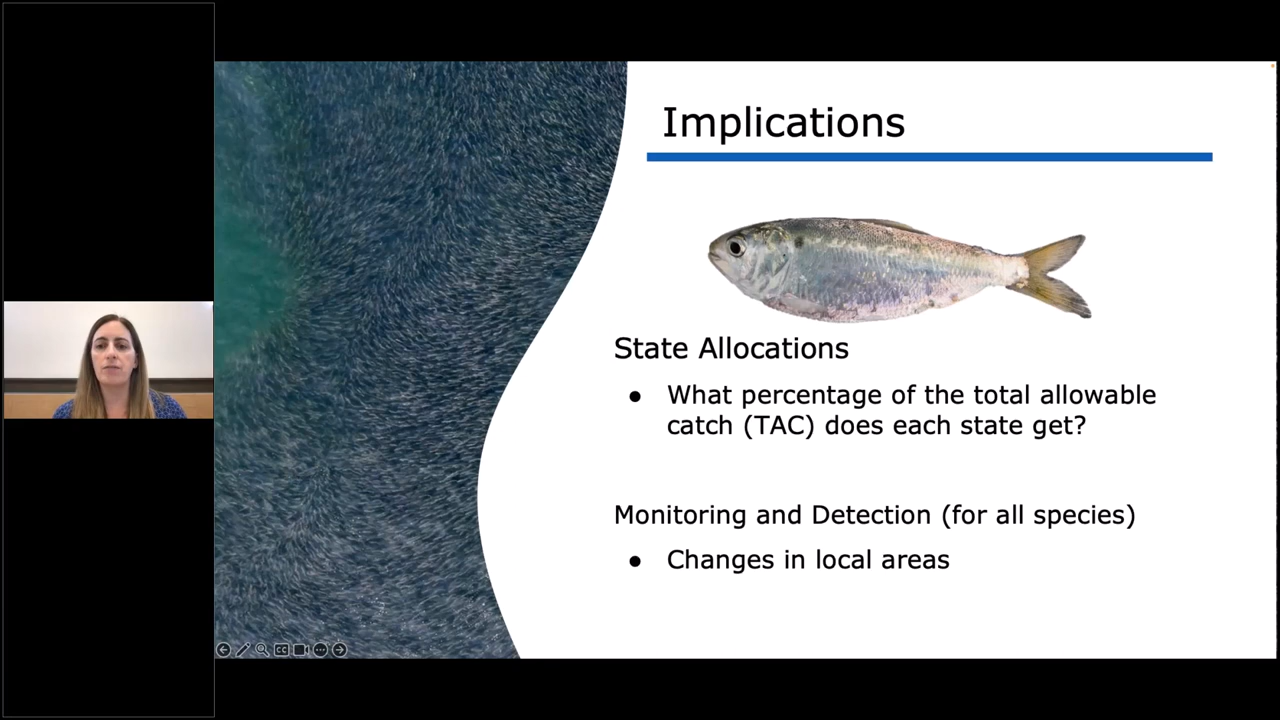 Implications
State Allocations
● What percentage of the total allowable
catch (TAC) does each state get?
Monitoring and Detection (for all species)
● Changes in local areas
CC